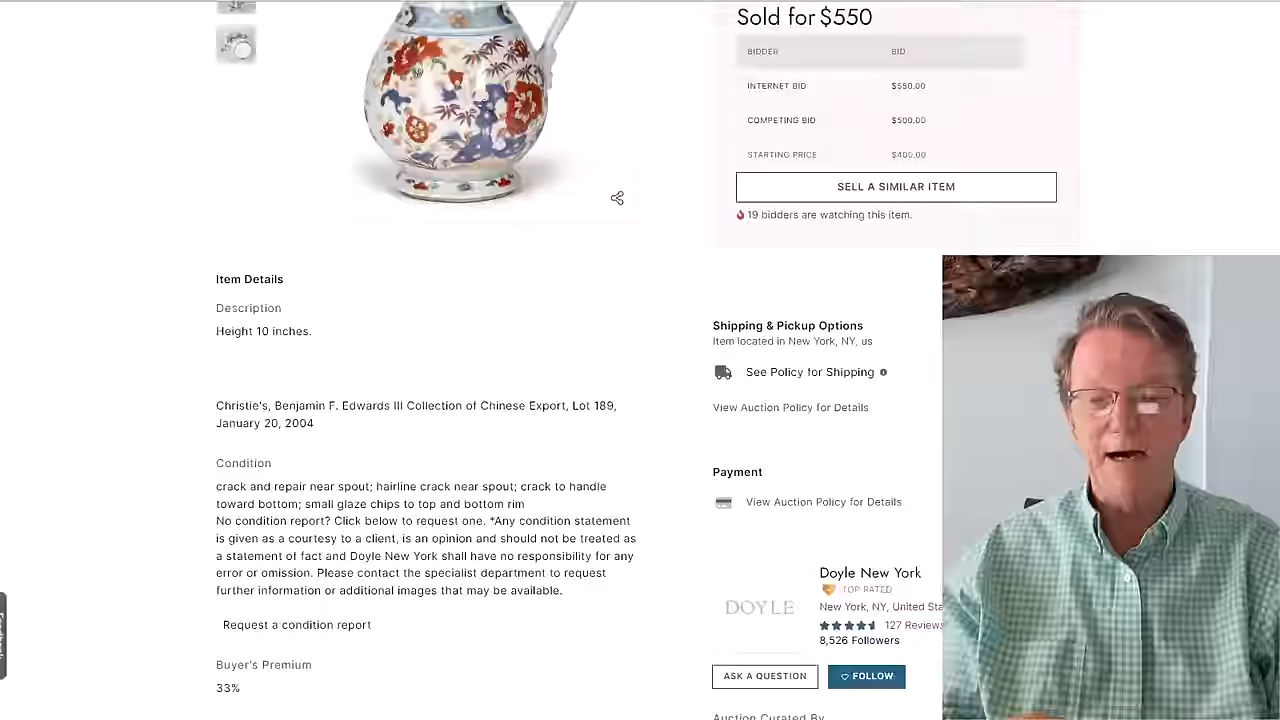 Sold for $550
BIDDER BID
INTERNET BID $550.00
COMPETING BID $500.00
STARTING PRICE $400.00
SELL A SIMILAR ITEM
19 bidders are watching this item.
Item Details
Description
Height 10 inches.
Christie's, Benjamin F. Edwards III Collection of Chinese Export, Lot 189,
January 20, 2004
Condition
crack and repair near spout; hairline crack near spout; crack to handle
toward bottom; small glaze chips to top and bottom rim
No condition report? Click below to request one. *Any condition statement
is given as a courtesy to a client, is an opinion and should not be treated as
a statement of fact and Doyle New York shall have no responsibility for any
error or omission. Please contact the specialist department to request
further information or additional images that may be available.
Request a condition report
Buyer's Premium
33%
Shipping & Pickup Options
Item located in New York, NY, us
See Policy for Shipping
View Auction Policy for Details
Payment
View Auction Policy for Details
DOYLE
Doyle New York
TOP RATED
New York, NY, United Sta
127 Reviews
8,526 Followers
ASK A QUESTION
FOLLOW
Auction Curated By
Feedback